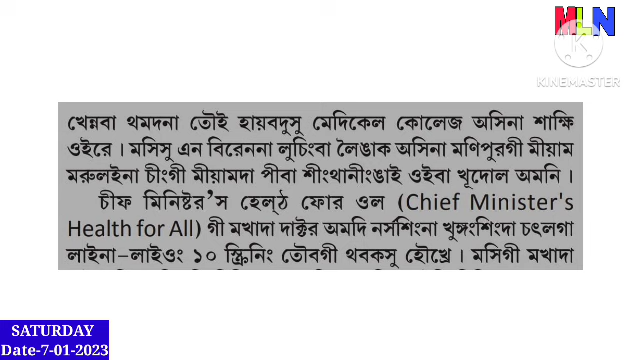 MLN
KINEMASTER
খেন্নবা থমদনা তৌই হায়বদুসু মেদিকেল কোলেজ অসিনা শাক্ষি
ওইরে। মসিসু এন বিরেননা লুচিংবা লৈঙাক অসিনা মণিপুরগী মীয়াম
মরুলইনা চীংগী মীয়ামদা পীবা শীংথানীংঙাই ওইবা খূদোল অমনি।
চীফ মিনিষ্টর's হেল্থ ফোর ওল (Chief Minister's
Health for All) গী মখাদা দাক্টর অমদি নর্সশিংনা খুঙ্গংশিংদা চৎলগা
লাইনা-লাইওং ১০ স্ক্রিনিং তৌবগী থবকসু হৌখ্রে। মসিগী মখাদা
SATURDAY
Date-7-01-2023